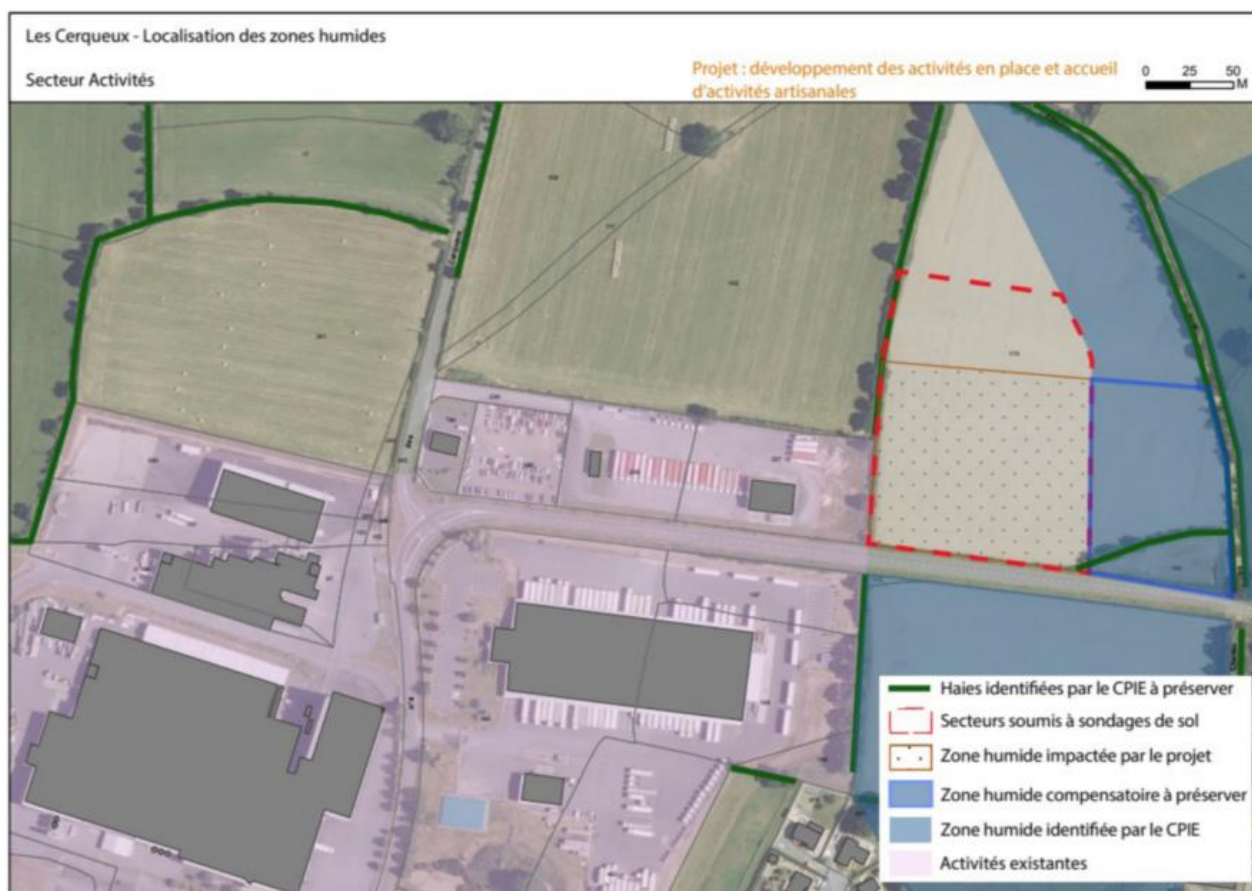 Les Cerqueux - Localisation des zones humides
Secteur Activités
Projet : développement des activités en place et accueil
d'activités artisanales
0 25 50
M
Haies identifiées par le CPIE à préserver
Secteurs soumis à sondages de sol
Zone humide impactée par le projet
Zone humide compensatoire à préserver
Zone humide identifiée par le CPIE
Activités existantes